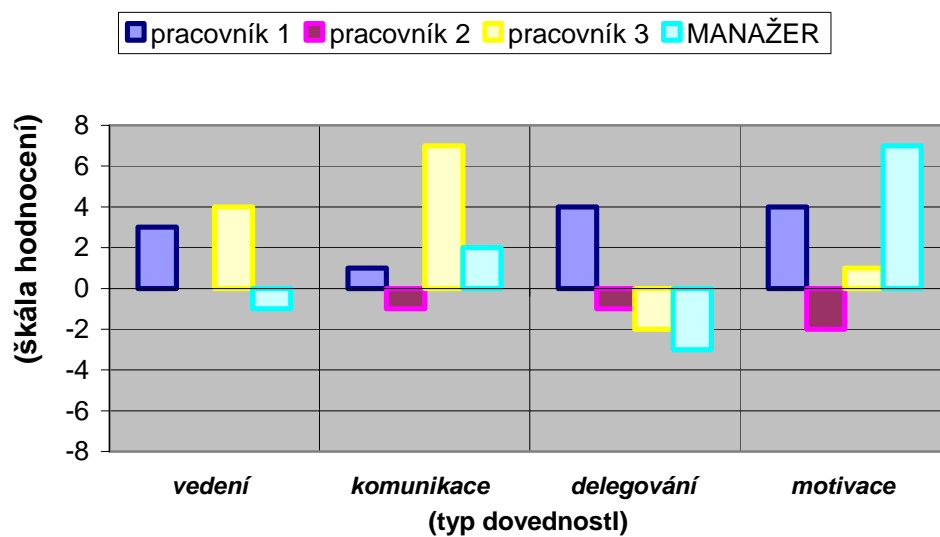 pracovník 1 pracovník 2 pracovník 3 MANAŽER
(škála hodnocení)
8
6
4
2
0
-2
-4
-6
-8
vedení komunikace delegování motivace
(typ dovednostl)